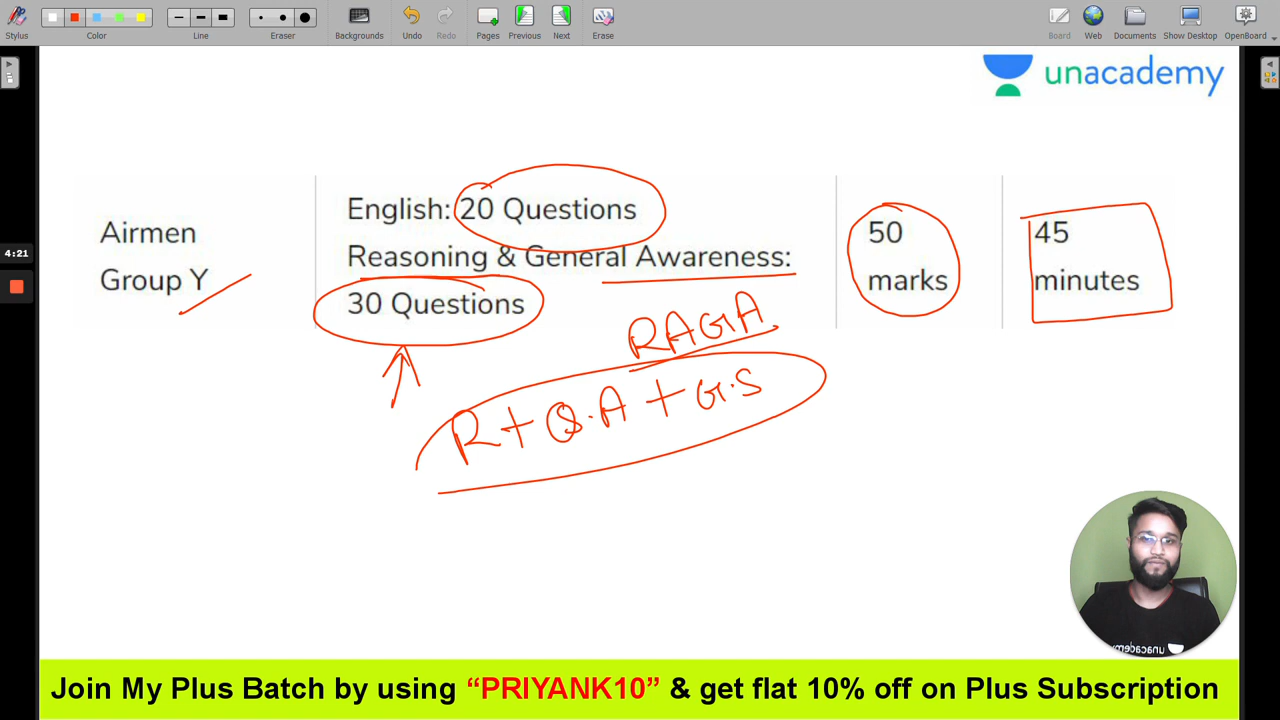 Stylus
Color
Line
Eraser
Backgrounds
Undo
Redo
Pages
Previous
Next
Erase
Board
Web
Documents
Show Desktop
OpenBoard
unacademy
4:21
Airmen
Group Y
English: 20 Questions
Reasoning & General Awareness:
30 Questions
50
marks
45
minutes
RAGA
R+Q.A+G.S
unacademy
Join My Plus Batch by using “PRIYANK10” & get flat 10% off on Plus Subscription